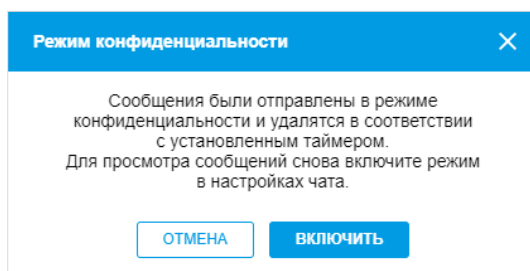 Режим конфиденциальности
Сообщения были отправлены в режиме
конфиденциальности и удалятся в соответствии
с установленным таймером.
Для просмотра сообщений снова включите режим
в настройках чата.
ОТМЕНА
ВКЛЮЧИТЬ